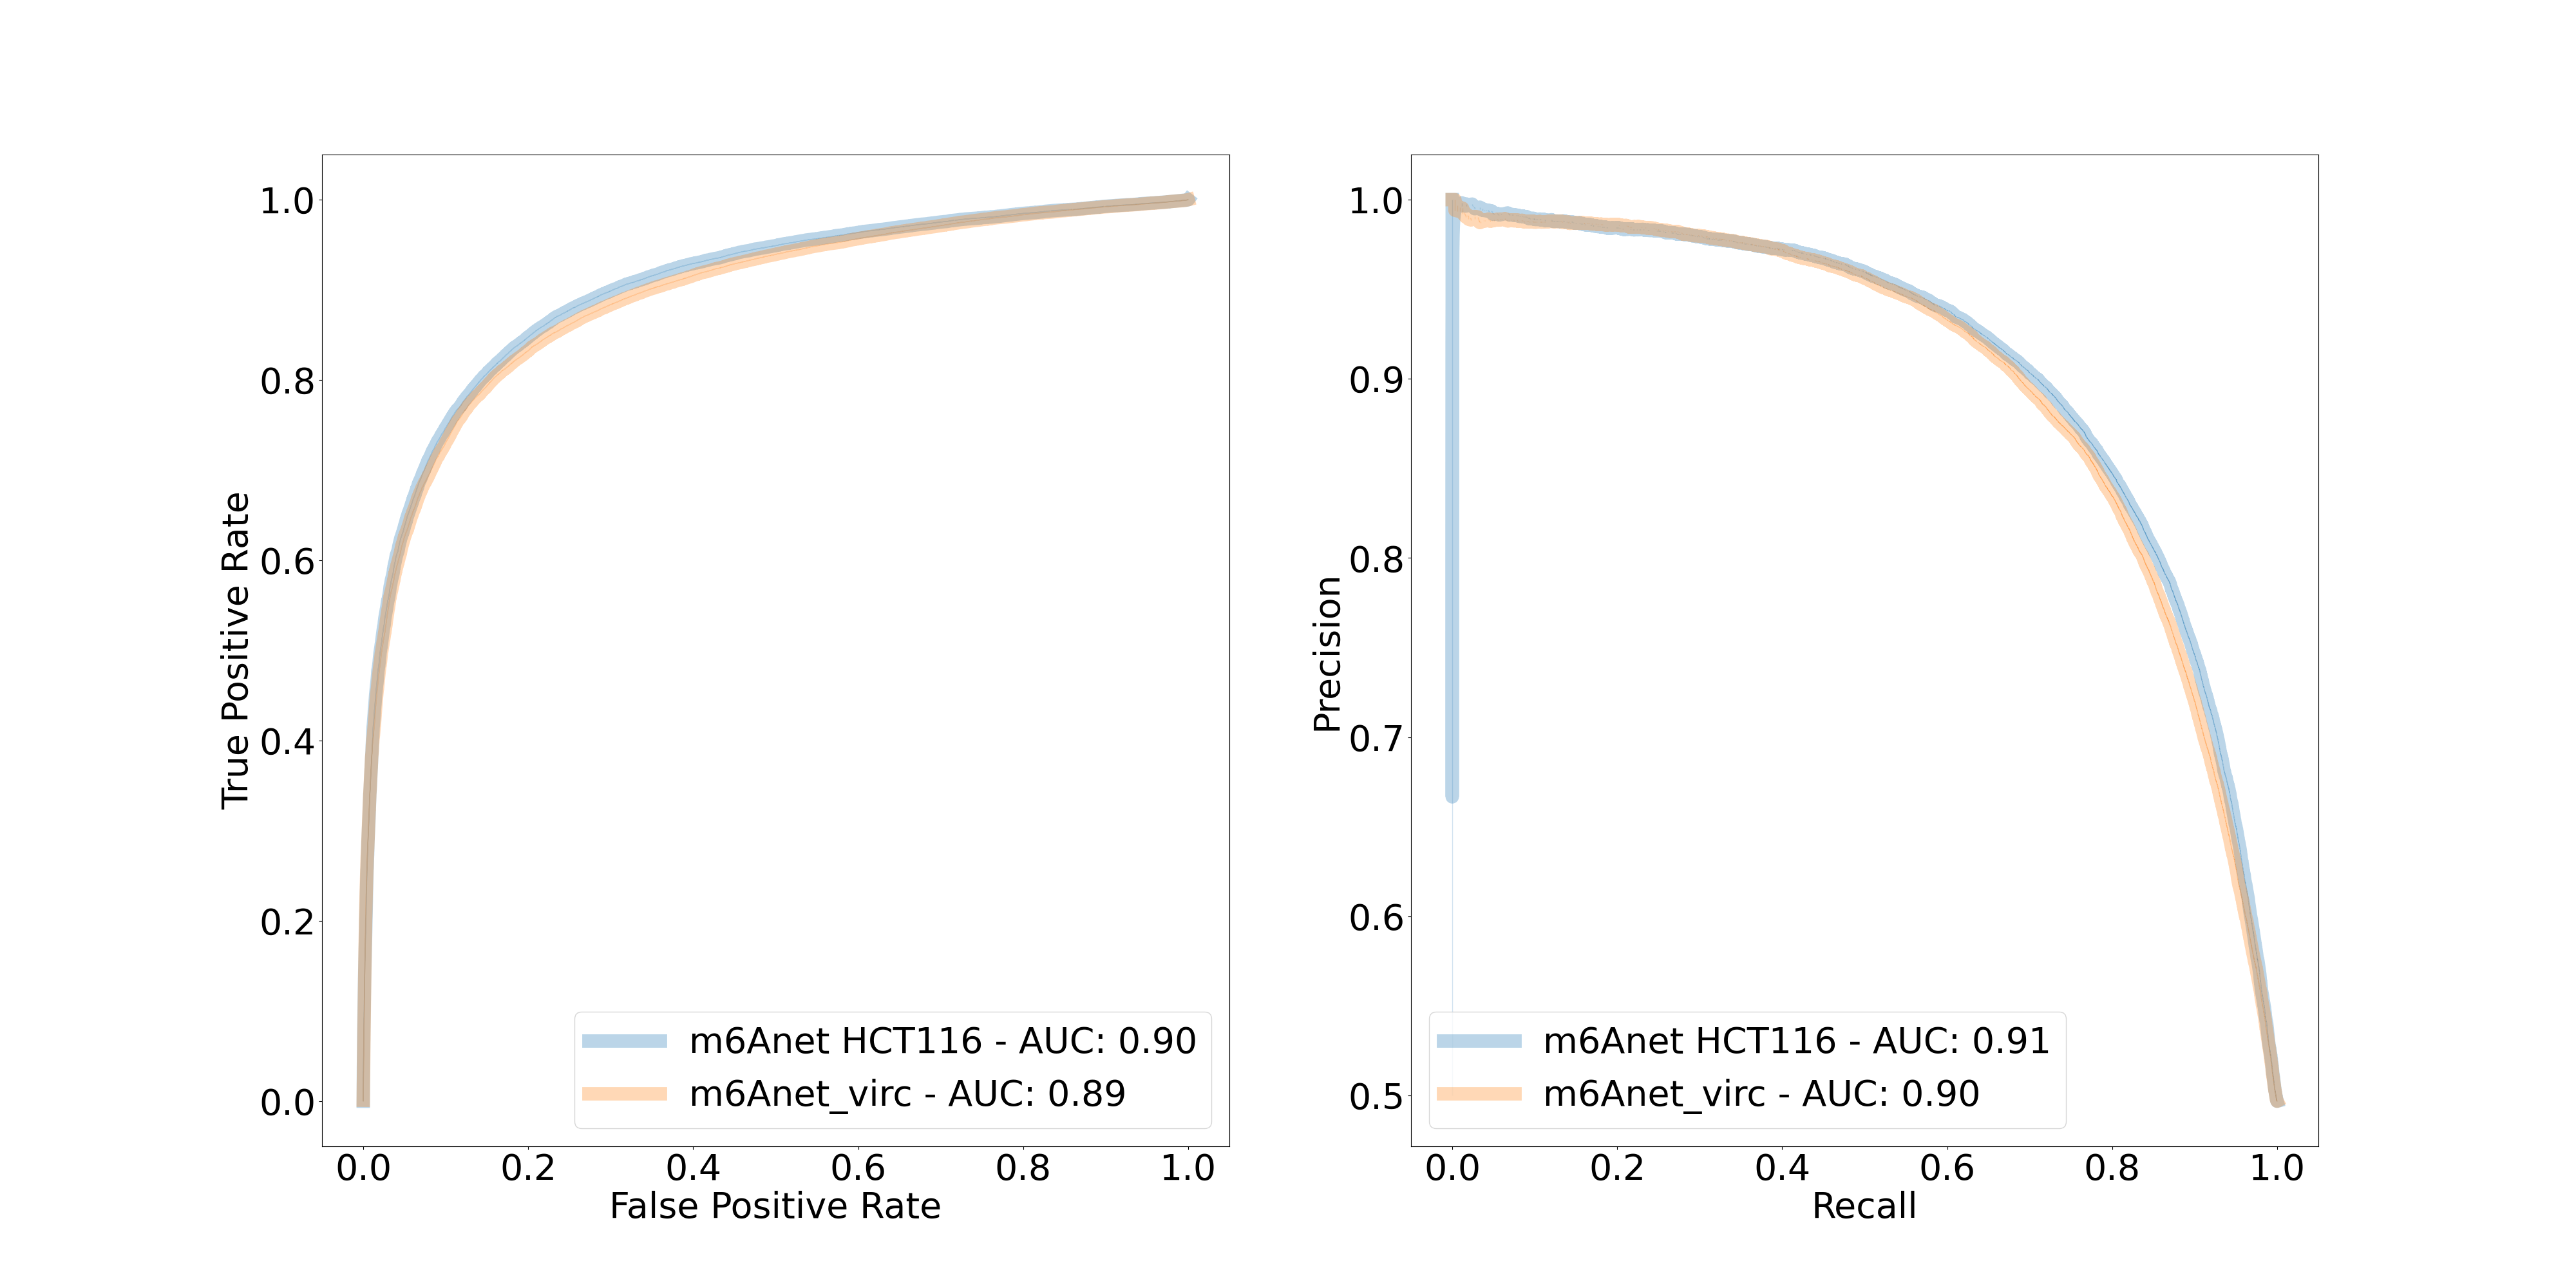 True Positive Rate
1.0
0.8
0.6
0.4
0.2
0.0
m6Anet HCT116 - AUC: 0.90
m6Anet_virc - AUC: 0.89
0.0 0.2 0.4 0.6 0.8 1.0
False Positive Rate
Precision
1.0
0.9
0.8
0.7
0.6
0.5
m6Anet HCT116 - AUC: 0.91
m6Anet_virc - AUC: 0.90
0.0 0.2 0.4 0.6 0.8 1.0
Recall